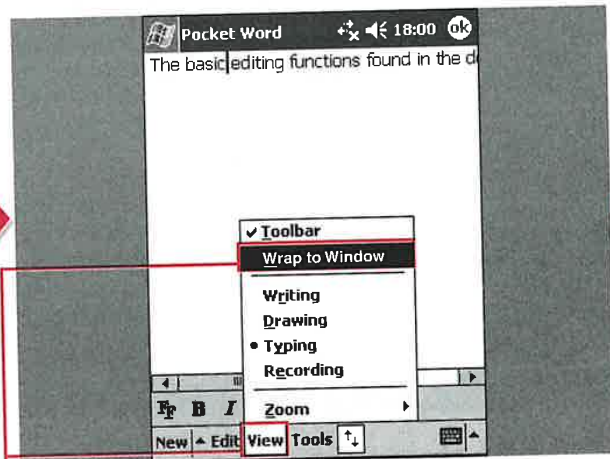 Pocket Word 18:00 ok
The basic editing functions found in the d
✓ Toolbar
Wrap to Window
Writing
Drawing
• Typing
Recording
Zoom
B I
New Edit View Tools